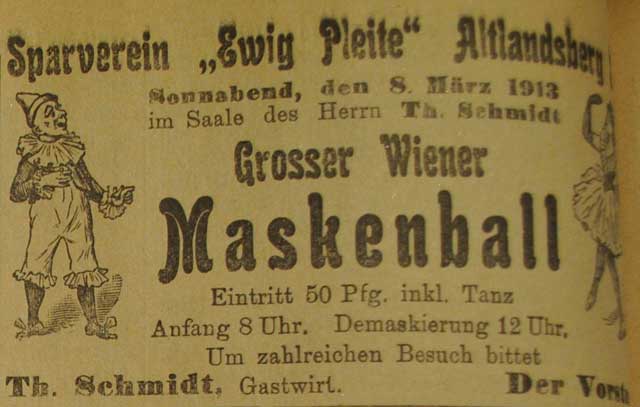 Sparverein „Ewig Pleite“ Altlandsberg
Sonnabend, den 8. März 1913
im Saale des Herrn Th. Schmidt
Grosser Wiener
Maskenball
Eintritt 50 Pfg. inkl. Tanz
Anfang 8 Uhr. Demaskierung 12 Uhr.
Um zahlreichen Besuch bittet
Th. Schmidt, Gastwirt. Der